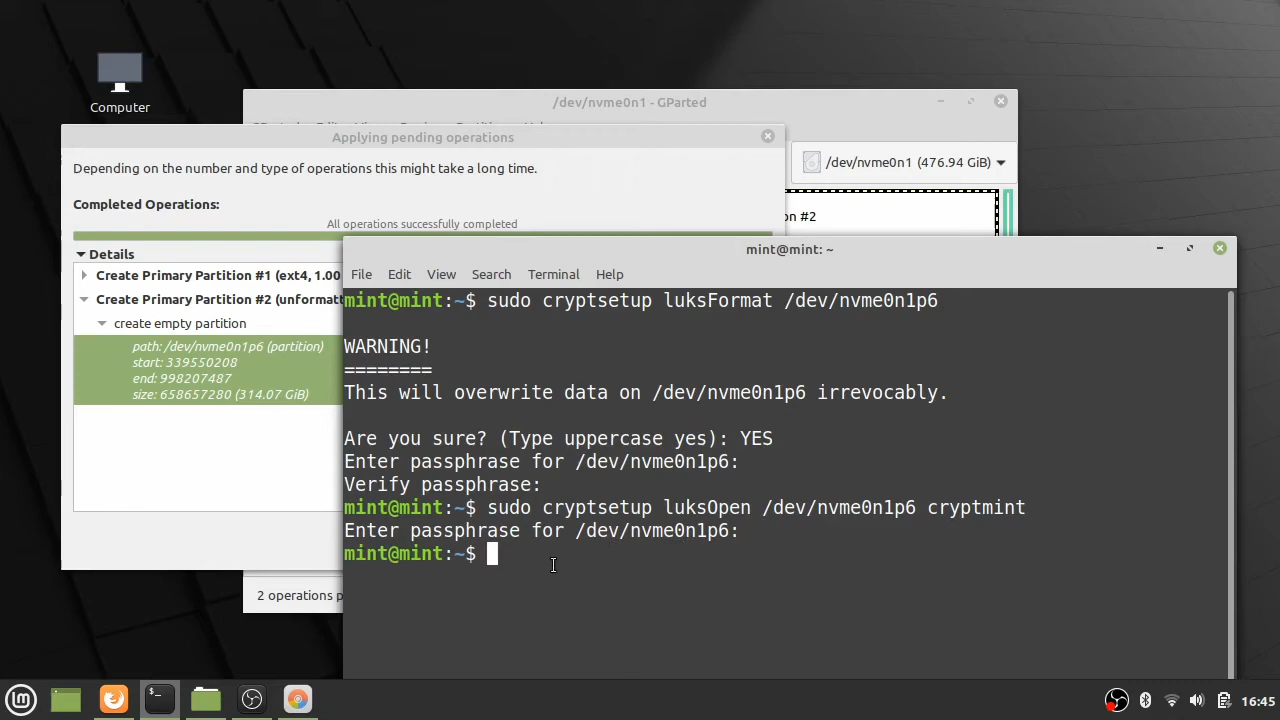 Computer
/dev/nvme0n1 - GParted
Applying pending operations
Depending on the number and type of operations this might take a long time.
/dev/nvme0n1 (476.94 GiB)
Completed Operations:
on #2
All operations successfully completed
Details
Create Primary Partition #1 (ext4, 1.00
Create Primary Partition #2 (unformatt
create empty partition
path: /dev/nvme0n1p6 (partition)
start: 339550208
end: 998207487
size: 658657280 (314.07 GiB)
2 operations p
mint@mint: ~
File Edit View Search Terminal Help
mint@mint:~$ sudo cryptsetup luksFormat /dev/nvme0n1p6
WARNING!
========
This will overwrite data on /dev/nvme0n1p6 irrevocably.
Are you sure? (Type uppercase yes): YES
Enter passphrase for /dev/nvme0n1p6:
Verify passphrase:
mint@mint:~$ sudo cryptsetup luksOpen /dev/nvme0n1p6 cryptmint
Enter passphrase for /dev/nvme0n1p6:
mint@mint:~$
16:45